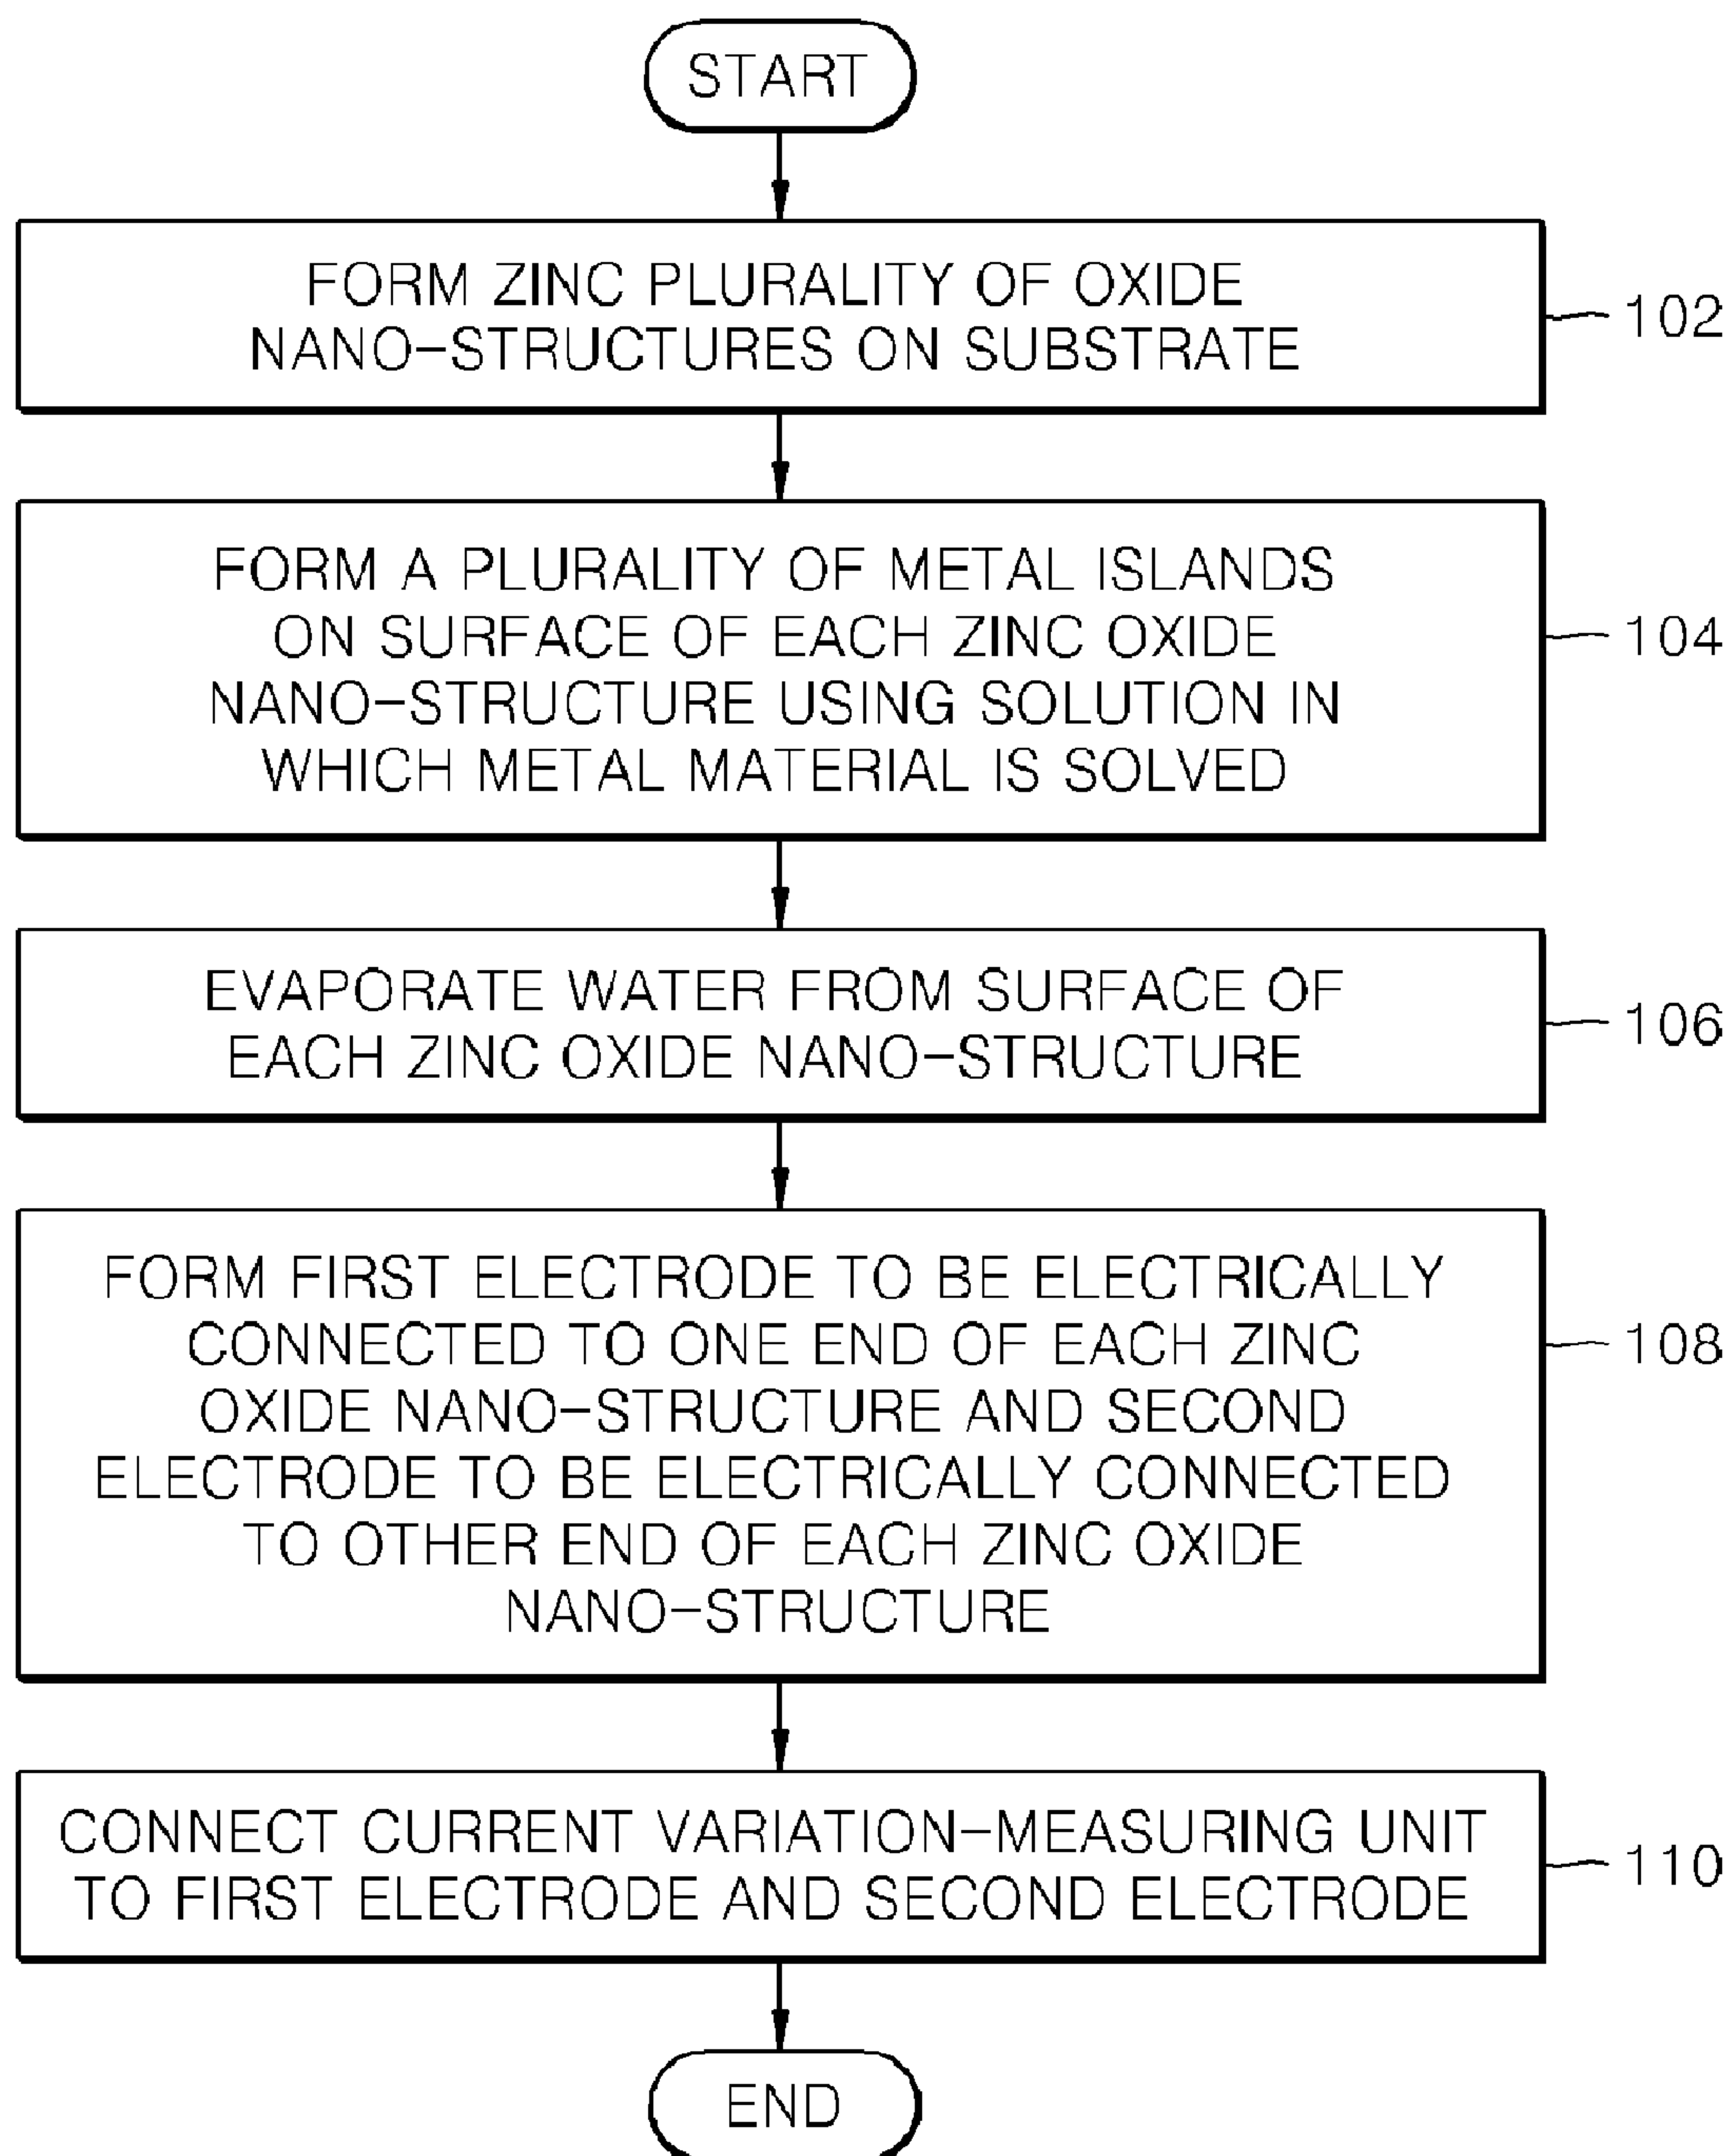 START
FORM ZINC PLURALITY OF OXIDE
NANO-STRUCTURES ON SUBSTRATE
102
FORM A PLURALITY OF METAL ISLANDS
ON SURFACE OF EACH ZINC OXIDE
NANO-STRUCTURE USING SOLUTION IN
WHICH METAL MATERIAL IS SOLVED
104
EVAPORATE WATER FROM SURFACE OF
EACH ZINC OXIDE NANO-STRUCTURE
106
FORM FIRST ELECTRODE TO BE ELECTRICALLY
CONNECTED TO ONE END OF EACH ZINC
OXIDE NANO-STRUCTURE AND SECOND
ELECTRODE TO BE ELECTRICALLY CONNECTED
TO OTHER END OF EACH ZINC OXIDE
NANO-STRUCTURE
108
CONNECT CURRENT VARIATION-MEASURING UNIT
TO FIRST ELECTRODE AND SECOND ELECTRODE
110
END